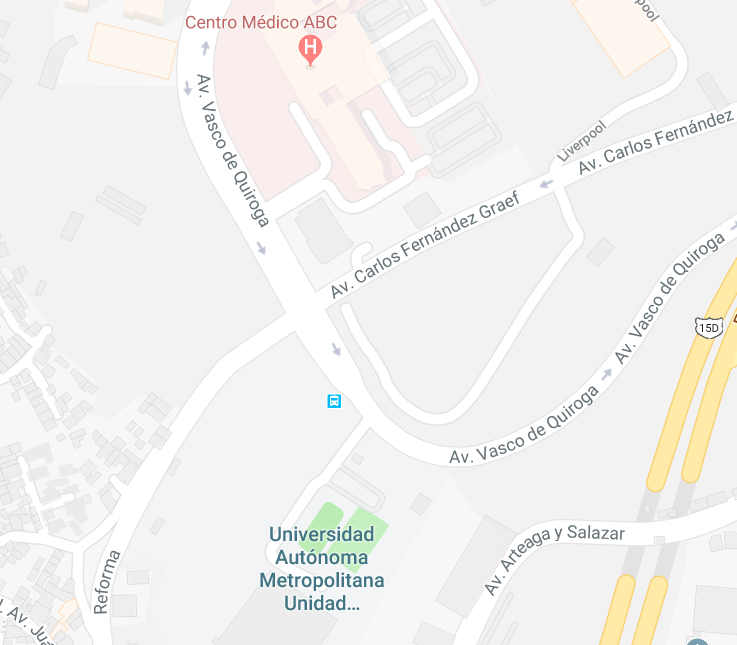 Centro Médico ABC
H
Liverpool
Av. Vasco de Quiroga
Liverpool
Av. Carlos Fernández
Av. Carlos Fernández Graef
Av. Vasco de Quiroga
15D
Av. Vasco de Quiroga
Universidad
Autónoma
Metropolitana
Unidad...
Av. Arteaga y Salazar
Reforma